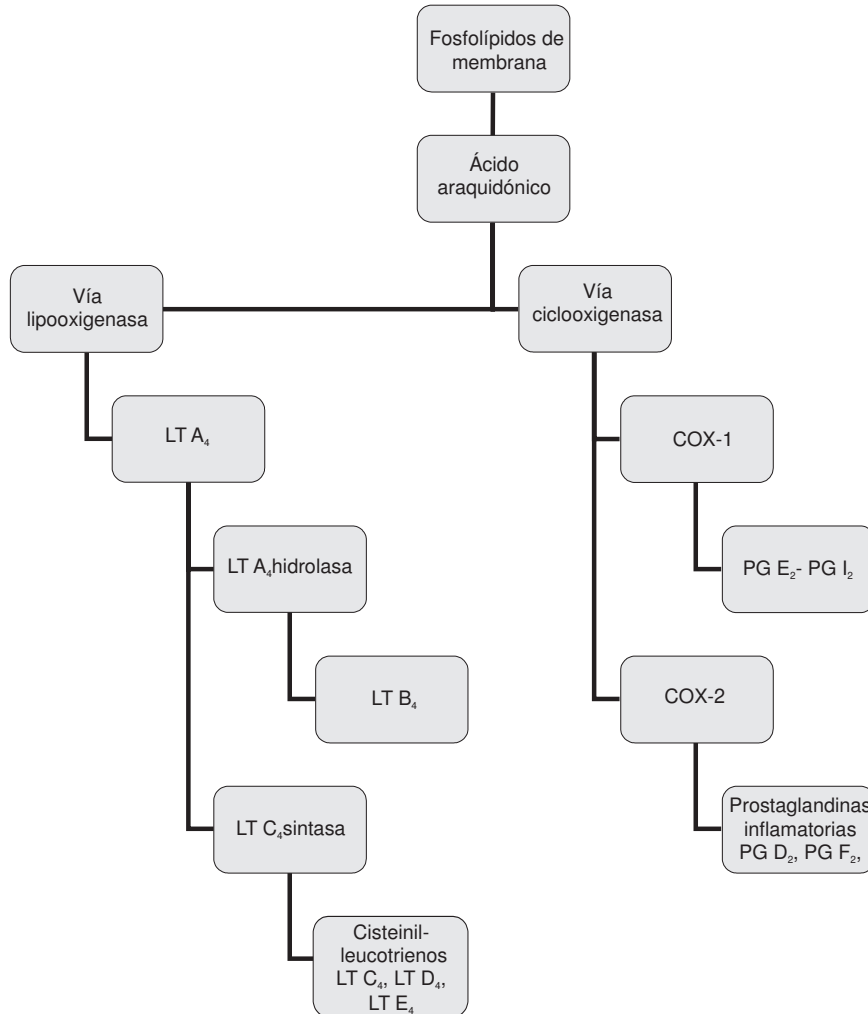 Fosfolípidos de
membrana
Ácido
araquidónico
Vía
lipooxigenasa
Vía
ciclooxigenasa
LT A₄
COX-1
LT A₄hidrolasa
PG E₂- PG I₂
LT B₄
COX-2
LT C₄sintasa
Prostaglandinas
inflamatorias
PG D₂, PG F₂,
Cisteinil-
leucotrienos
LT C₄, LT D₄,
LT E₄